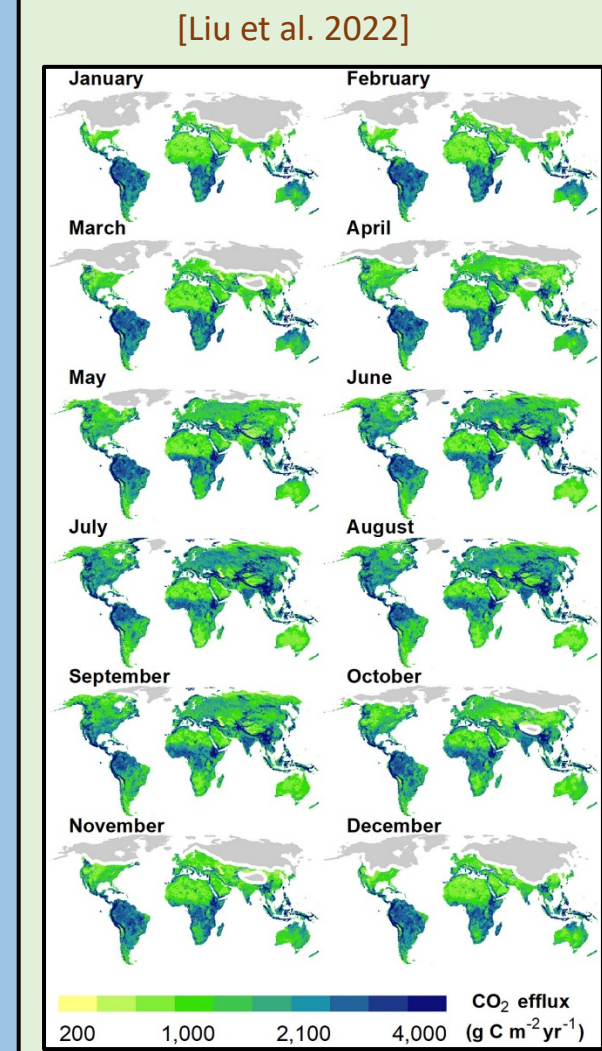 [Liu et al. 2022]
January February
March April
May June
July August
September October
November December
CO₂ efflux
200 1,000 2,100 4,000 (g C m⁻² yr⁻¹)